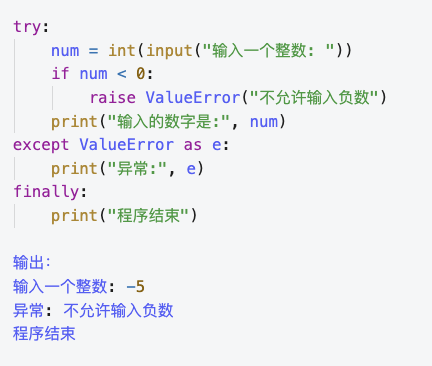 try:
    num = int(input("输入一个整数: "))
    if num < 0:
        raise ValueError("不允许输入负数")
    print("输入的数字是:", num)
except ValueError as e:
    print("异常:", e)
finally:
    print("程序结束")

输出：
输入一个整数: -5
异常: 不允许输入负数
程序结束